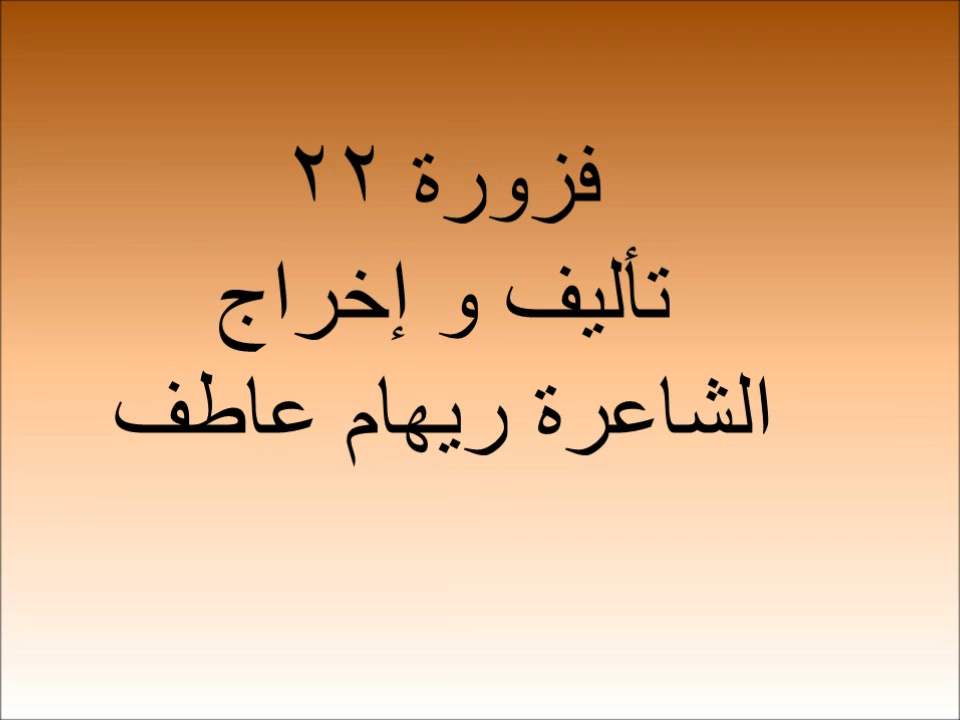 فزورة ٢٢
تأليف و إخراج
الشاعرة ريهام عاطف